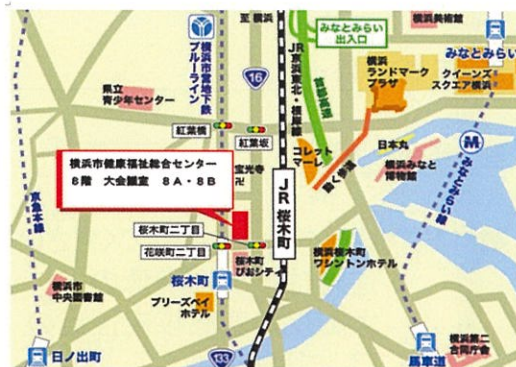 至 横浜
みなとみらい
出入口
横浜美術館
みなとみらい
横浜市営地下鉄
ブルーライン
16
JR京浜東北・根岸線
首都高速
横浜
ランドマーク
プラザ
クイーンズ
スクエア横浜
県立
青少年センター
紅葉橋
紅葉坂
コレット
マーレ
日本丸
M
みなとみらい線
横浜市健康福祉総合センター
8階 大会議室 8A・8B
宝光寺
卍
動く歩道
横浜みなと
博物館
京急本線
JR 桜木町
桜木町二丁目
花咲町二丁目
桜木町
桜木町
ぴおシティ
横浜桜木町
ワシントンホテル
横浜市
中央図書館
ブリーズベイ
ホテル
日ノ出町
133
馬車道
横浜第二
合同庁舎